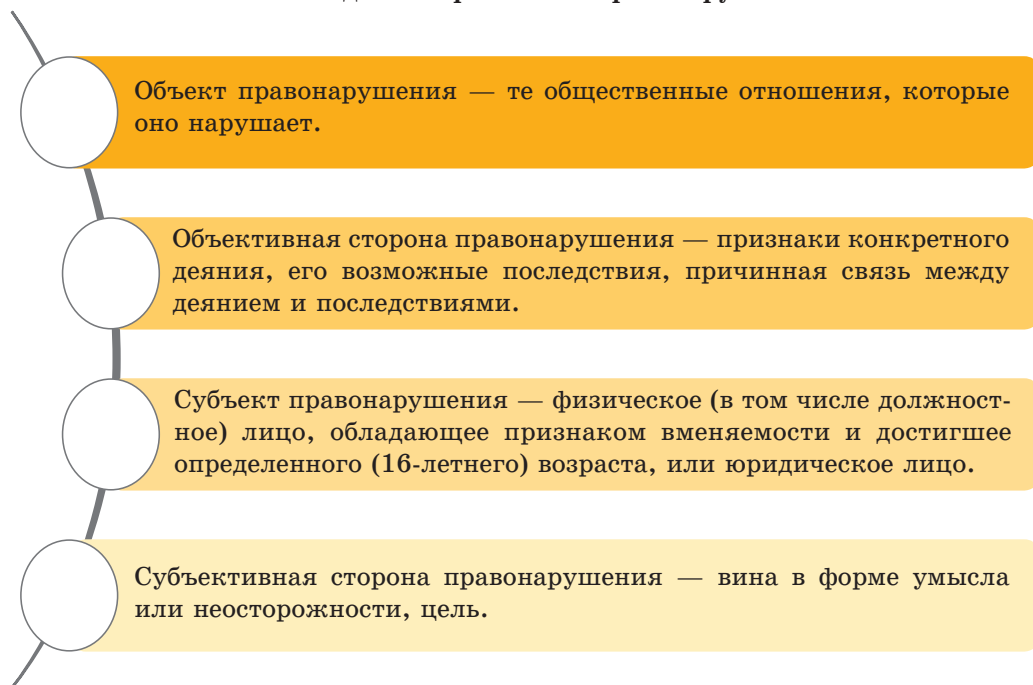 Объект правонарушения — те общественные отношения, которые
оно нарушает.
Объективная сторона правонарушения — признаки конкретного
деяния, его возможные последствия, причинная связь между
деянием и последствиями.
Субъект правонарушения — физическое (в том числе должност-
ное) лицо, обладающее признаком вменяемости и достигшее
определенного (16-летнего) возраста, или юридическое лицо.
Субъективная сторона правонарушения — вина в форме умысла
или неосторожности, цель.